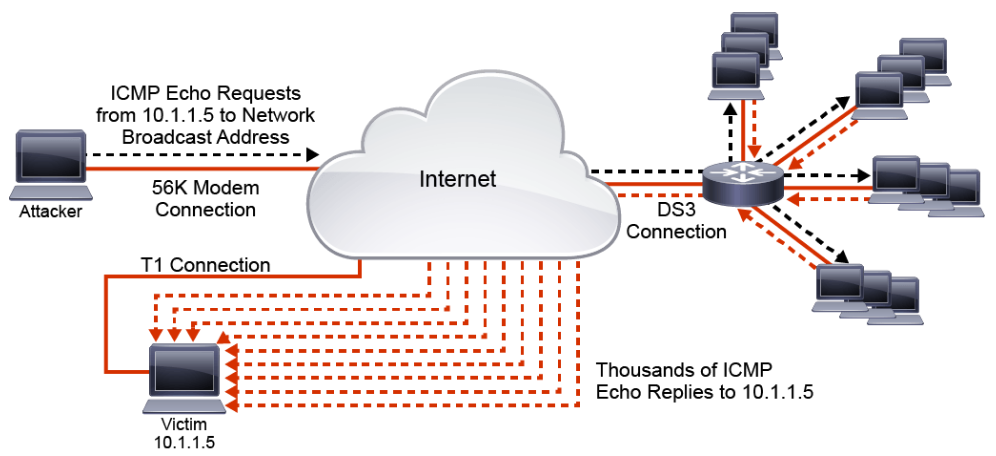 ICMP Echo Requests
from 10.1.1.5 to Network
Broadcast Address
Attacker
56K Modem
Connection
Internet
DS3
Connection
T1 Connection
Thousands of ICMP
Echo Replies to 10.1.1.5
Victim
10.1.1.5